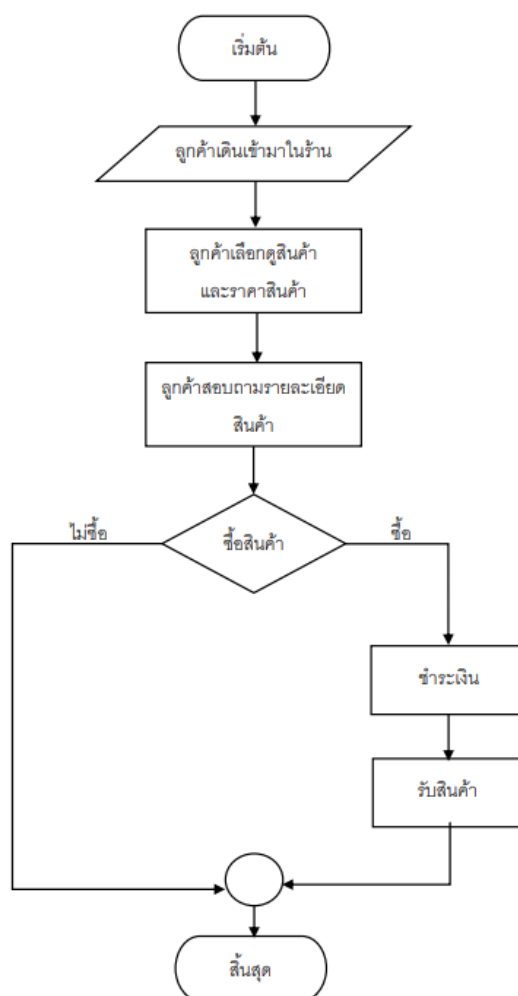 เริ่มต้น
ลูกค้าเดินเข้ามาในร้าน
ลูกค้าเลือกดูสินค้า
และราคาสินค้า
ลูกค้าสอบถามรายละเอียด
สินค้า
ไม่ซื้อ
ซื้อสินค้า
ซื้อ
ชำระเงิน
รับสินค้า
สิ้นสุด